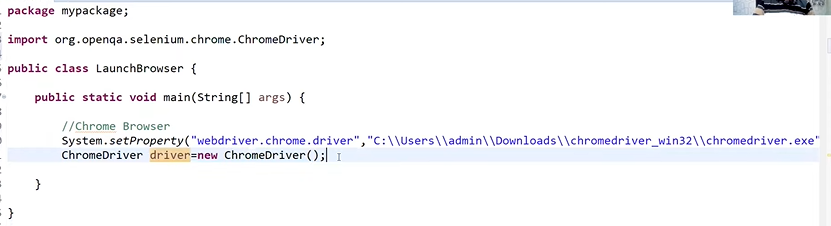 package mypackage;
import org.openqa.selenium.chrome.ChromeDriver;
public class LaunchBrowser {
public static void main(String[] args) {
//Chrome Browser
System.setProperty("webdriver.chrome.driver","C:\\Users\\admin\\Downloads\\chromedriver_win32\\chromedriver.exe"
ChromeDriver driver=new ChromeDriver();
}
}